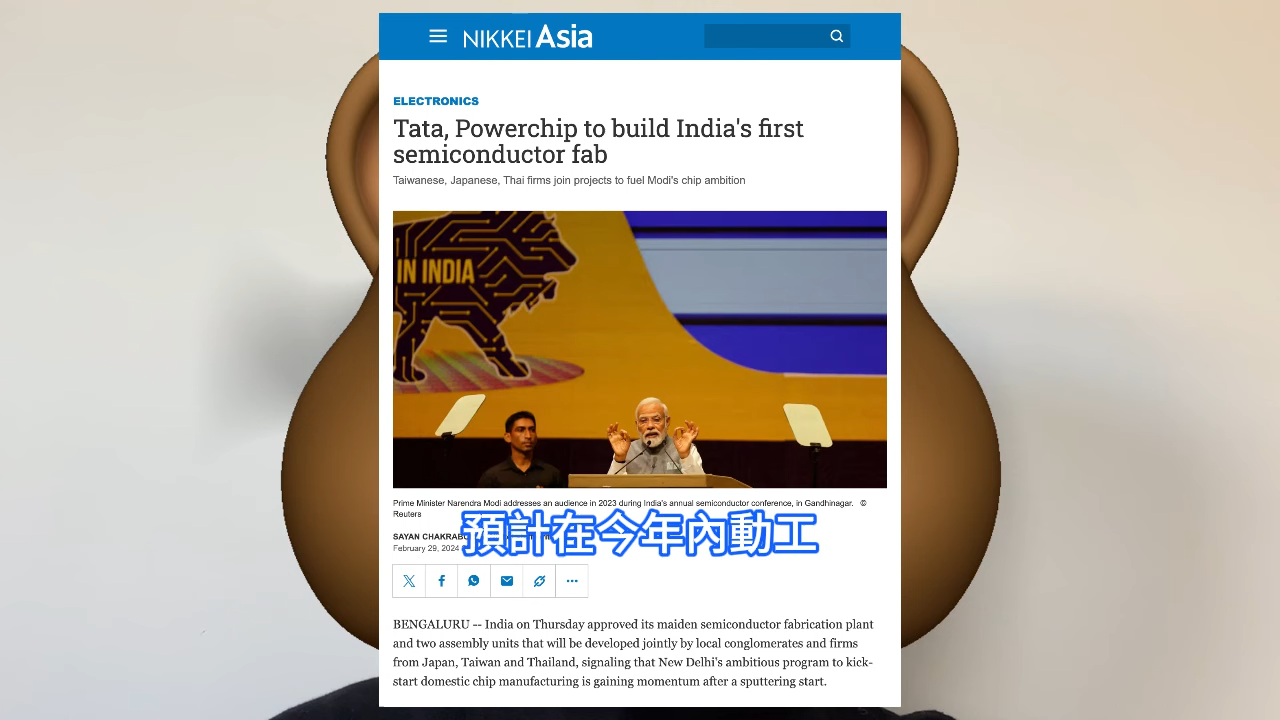 NIKKEI Asia
ELECTRONICS
Tata, Powerchip to build India's first
semiconductor fab
Taiwanese, Japanese, Thai firms join projects to fuel Modi's chip ambition
IN INDIA
Prime Minister Narendra Modi addresses an audience in 2023 during India's annual semiconductor conference, in Gandhinagar. ©
Reuters
預計在今年內動工
SAYAN
February 29, 2024
BENGALURU -- India on Thursday approved its maiden semiconductor fabrication plant
and two assembly units that will be developed jointly by local conglomerates and firms
from Japan, Taiwan and Thailand, signaling that New Delhi's ambitious program to kick-
start domestic chip manufacturing is gaining momentum after a sputtering start.